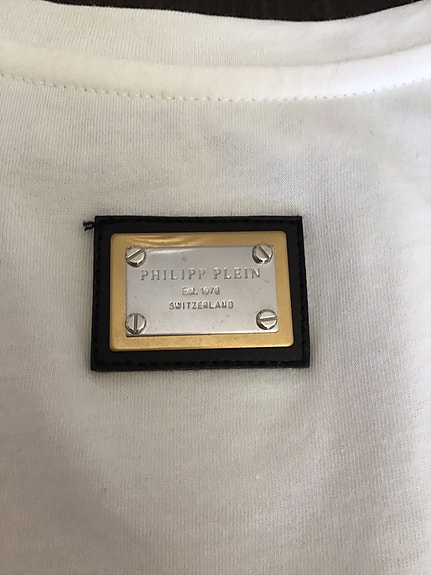 PHILIPP PLEIN
Est. 1978
SWITZERLAND